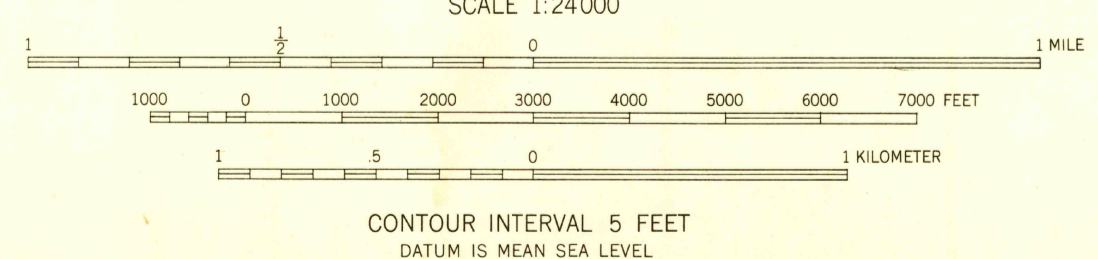 SCALE 1:24000
1 1/2 0 1 MILE
1000 0 1000 2000 3000 4000 5000 6000 7000 FEET
1 .5 0 1 KILOMETER
CONTOUR INTERVAL 5 FEET
DATUM IS MEAN SEA LEVEL